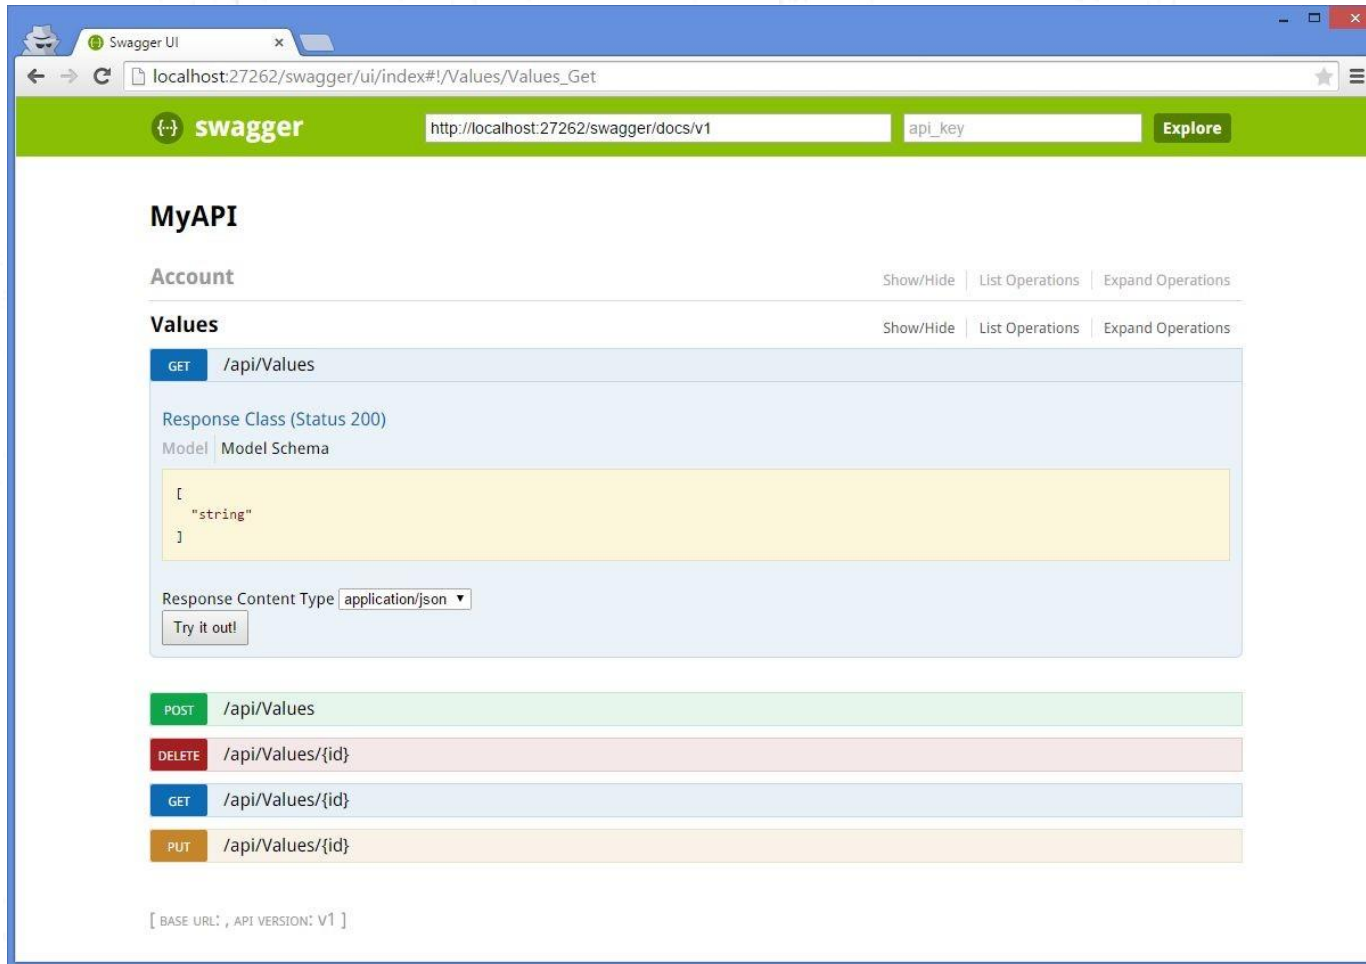 Swagger UI
localhost:27262/swagger/ui/index#!/Values/Values_Get
swagger http://localhost:27262/swagger/docs/v1 api_key Explore
MyAPI
Account Show/Hide List Operations Expand Operations
Values Show/Hide List Operations Expand Operations
GET /api/Values
Response Class (Status 200)
Model Model Schema
[
"string"
]
Response Content Type application/json
Try it out!
POST /api/Values
DELETE /api/Values/{id}
GET /api/Values/{id}
PUT /api/Values/{id}
[ BASE URL: , API VERSION: V1 ]